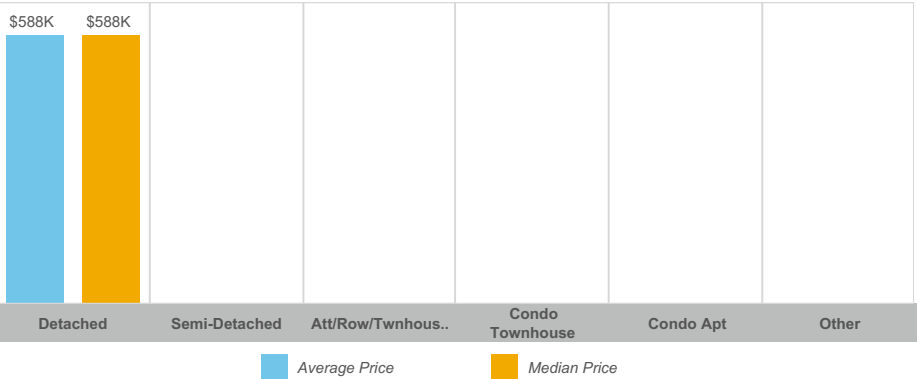 $588K $588K
Detached Semi-Detached Att/Row/Twnhous.. Condo Townhouse Condo Apt Other
Average Price Median Price